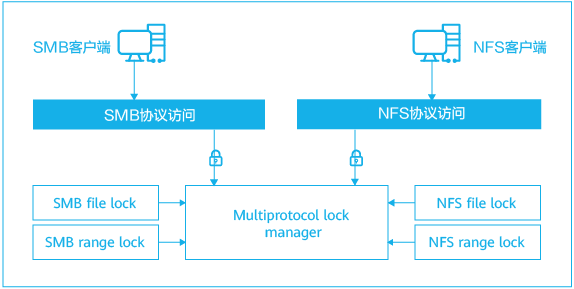 SMB客户端
NFS客户端
SMB协议访问
NFS协议访问
SMB file lock
Multiprotocol lock
manager
NFS file lock
SMB range lock
NFS range lock